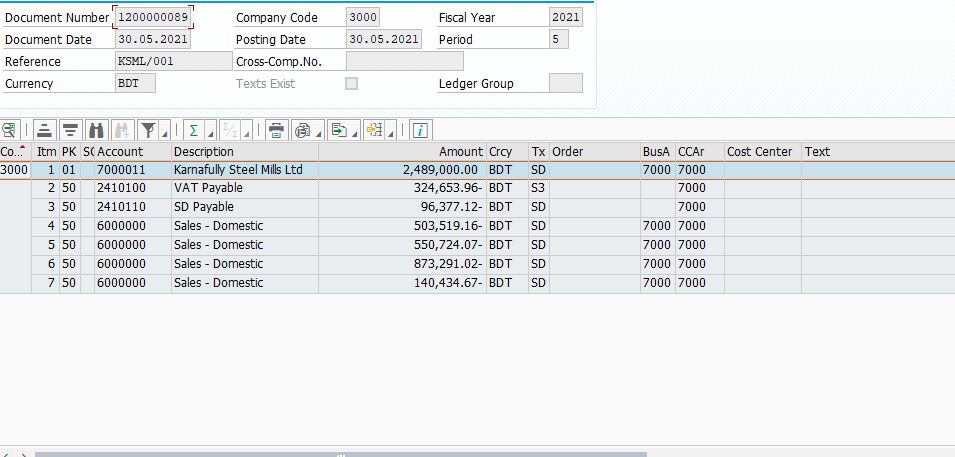 Document Number 1200000089 Company Code 3000 Fiscal Year 2021
Document Date 30.05.2021 Posting Date 30.05.2021 Period 5
Reference KSML/001 Cross-Comp.No.
Currency BDT Texts Exist Ledger Group
Co... Itm PK SC Account Description Amount Crcy Tx Order BusA CCAr Cost Center Text
3000 1 01 7000011 Karnafully Steel Mills Ltd 2,489,000.00 BDT SD 7000 7000
2 50 2410100 VAT Payable 324,653.96- BDT S3 7000
3 50 2410110 SD Payable 96,377.12- BDT SD 7000
4 50 6000000 Sales - Domestic 503,519.16- BDT SD 7000 7000
5 50 6000000 Sales - Domestic 550,724.07- BDT SD 7000 7000
6 50 6000000 Sales - Domestic 873,291.02- BDT SD 7000 7000
7 50 6000000 Sales - Domestic 140,434.67- BDT SD 7000 7000